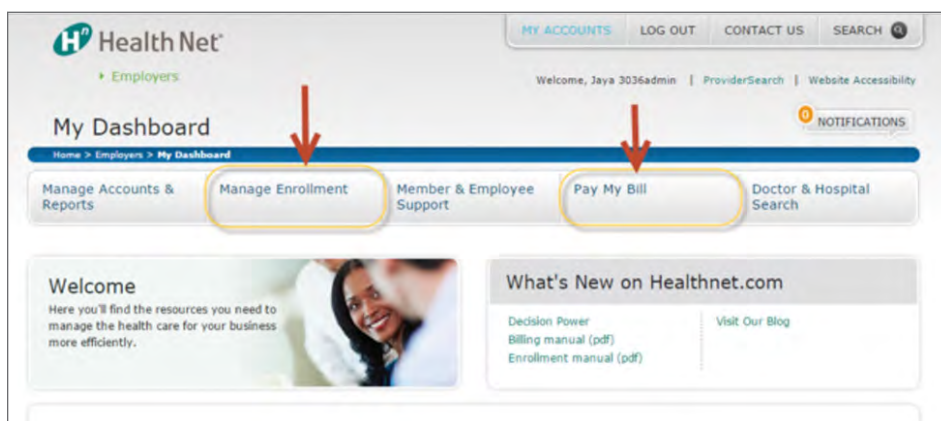 Health Net
MY ACCOUNTS LOG OUT CONTACT US SEARCH
Employers
Welcome, Jaya 3036admin | ProviderSearch | Website Accessibility
My Dashboard
0 NOTIFICATIONS
Home > Employers > My Dashboard
Manage Accounts &
Reports
Manage Enrollment
Member & Employee
Support
Pay My Bill
Doctor & Hospital
Search
Welcome
Here you'll find the resources you need to
manage the health care for your business
more efficiently.
What's New on Healthnet.com
Decision Power
Billing manual (pdf)
Enrollment manual (pdf)
Visit Our Blog